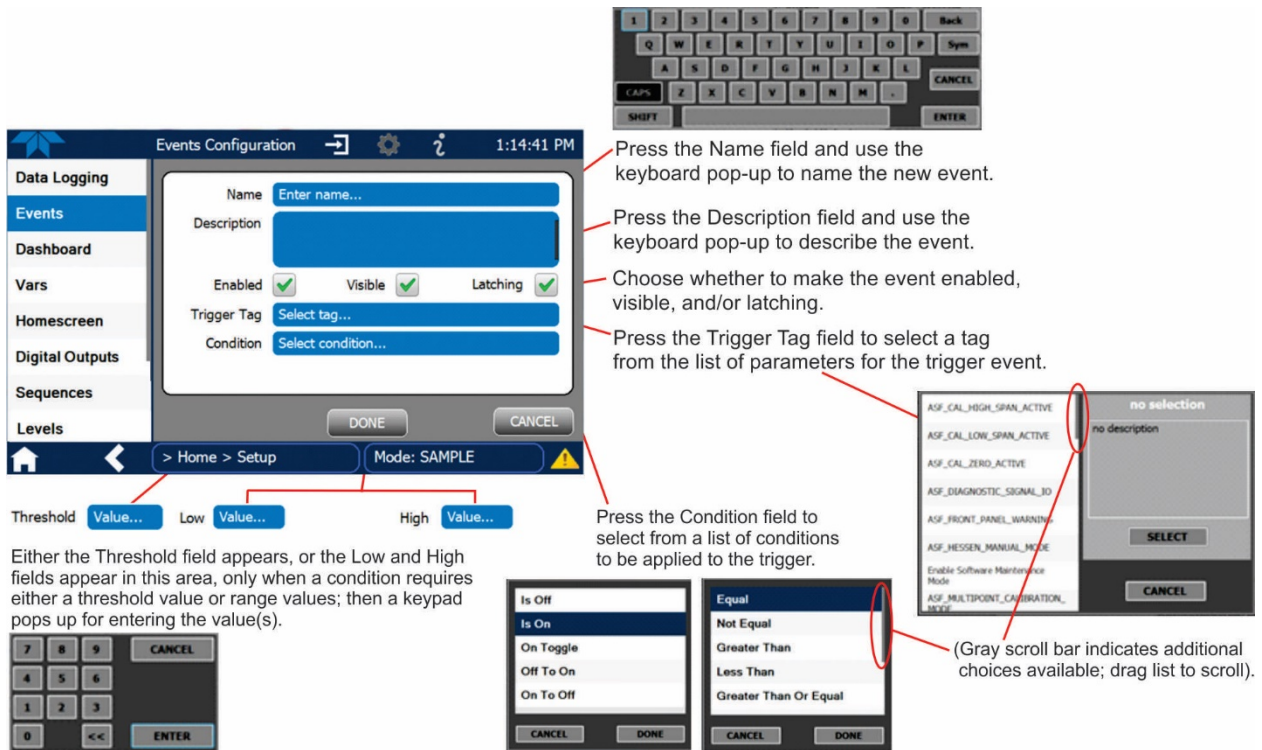 1 2 3 4 5 6 7 8 9 0 Back
Q W E R T Y U I O P Sym
A S D F G H J K L CANCEL
CAPS Z X C V B N M .
SHIFT ENTER
Events Configuration 1:14:41 PM
Data Logging
Events
Dashboard
Vars
Homescreen
Digital Outputs
Sequences
Levels
Name Enter name...
Description
Enabled Visible Latching
Trigger Tag Select tag...
Condition Select condition...
DONE CANCEL
> Home > Setup Mode: SAMPLE
Press the Name field and use the
keyboard pop-up to name the new event.
Press the Description field and use the
keyboard pop-up to describe the event.
Choose whether to make the event enabled,
visible, and/or latching.
Press the Trigger Tag field to select a tag
from the list of parameters for the trigger event.
ASF_CAL_HIGH_SPAN_ACTIVE
ASF_CAL_LOW_SPAN_ACTIVE
ASF_CAL_ZERO_ACTIVE
ASF_DIAGNOSTIC_SIGNAL_IO
ASF_FRONT_PANEL_WARNING
ASF_HESSEN_MANUAL_MODE
Enable Software Maintenance
Mode
ASF_MULTIPOINT_CALIBRATION_
MODE
no selection
no description
SELECT
CANCEL
Threshold Value... Low Value... High Value...
Either the Threshold field appears, or the Low and High
fields appear in this area, only when a condition requires
either a threshold value or range values; then a keypad
pops up for entering the value(s).
7 8 9 CANCEL
4 5 6
1 2 3
0 << ENTER
Press the Condition field to
select from a list of conditions
to be applied to the trigger.
Is Off
Is On
On Toggle
Off To On
On To Off
CANCEL DONE
Equal
Not Equal
Greater Than
Less Than
Greater Than Or Equal
CANCEL DONE
(Gray scroll bar indicates additional
choices available; drag list to scroll).